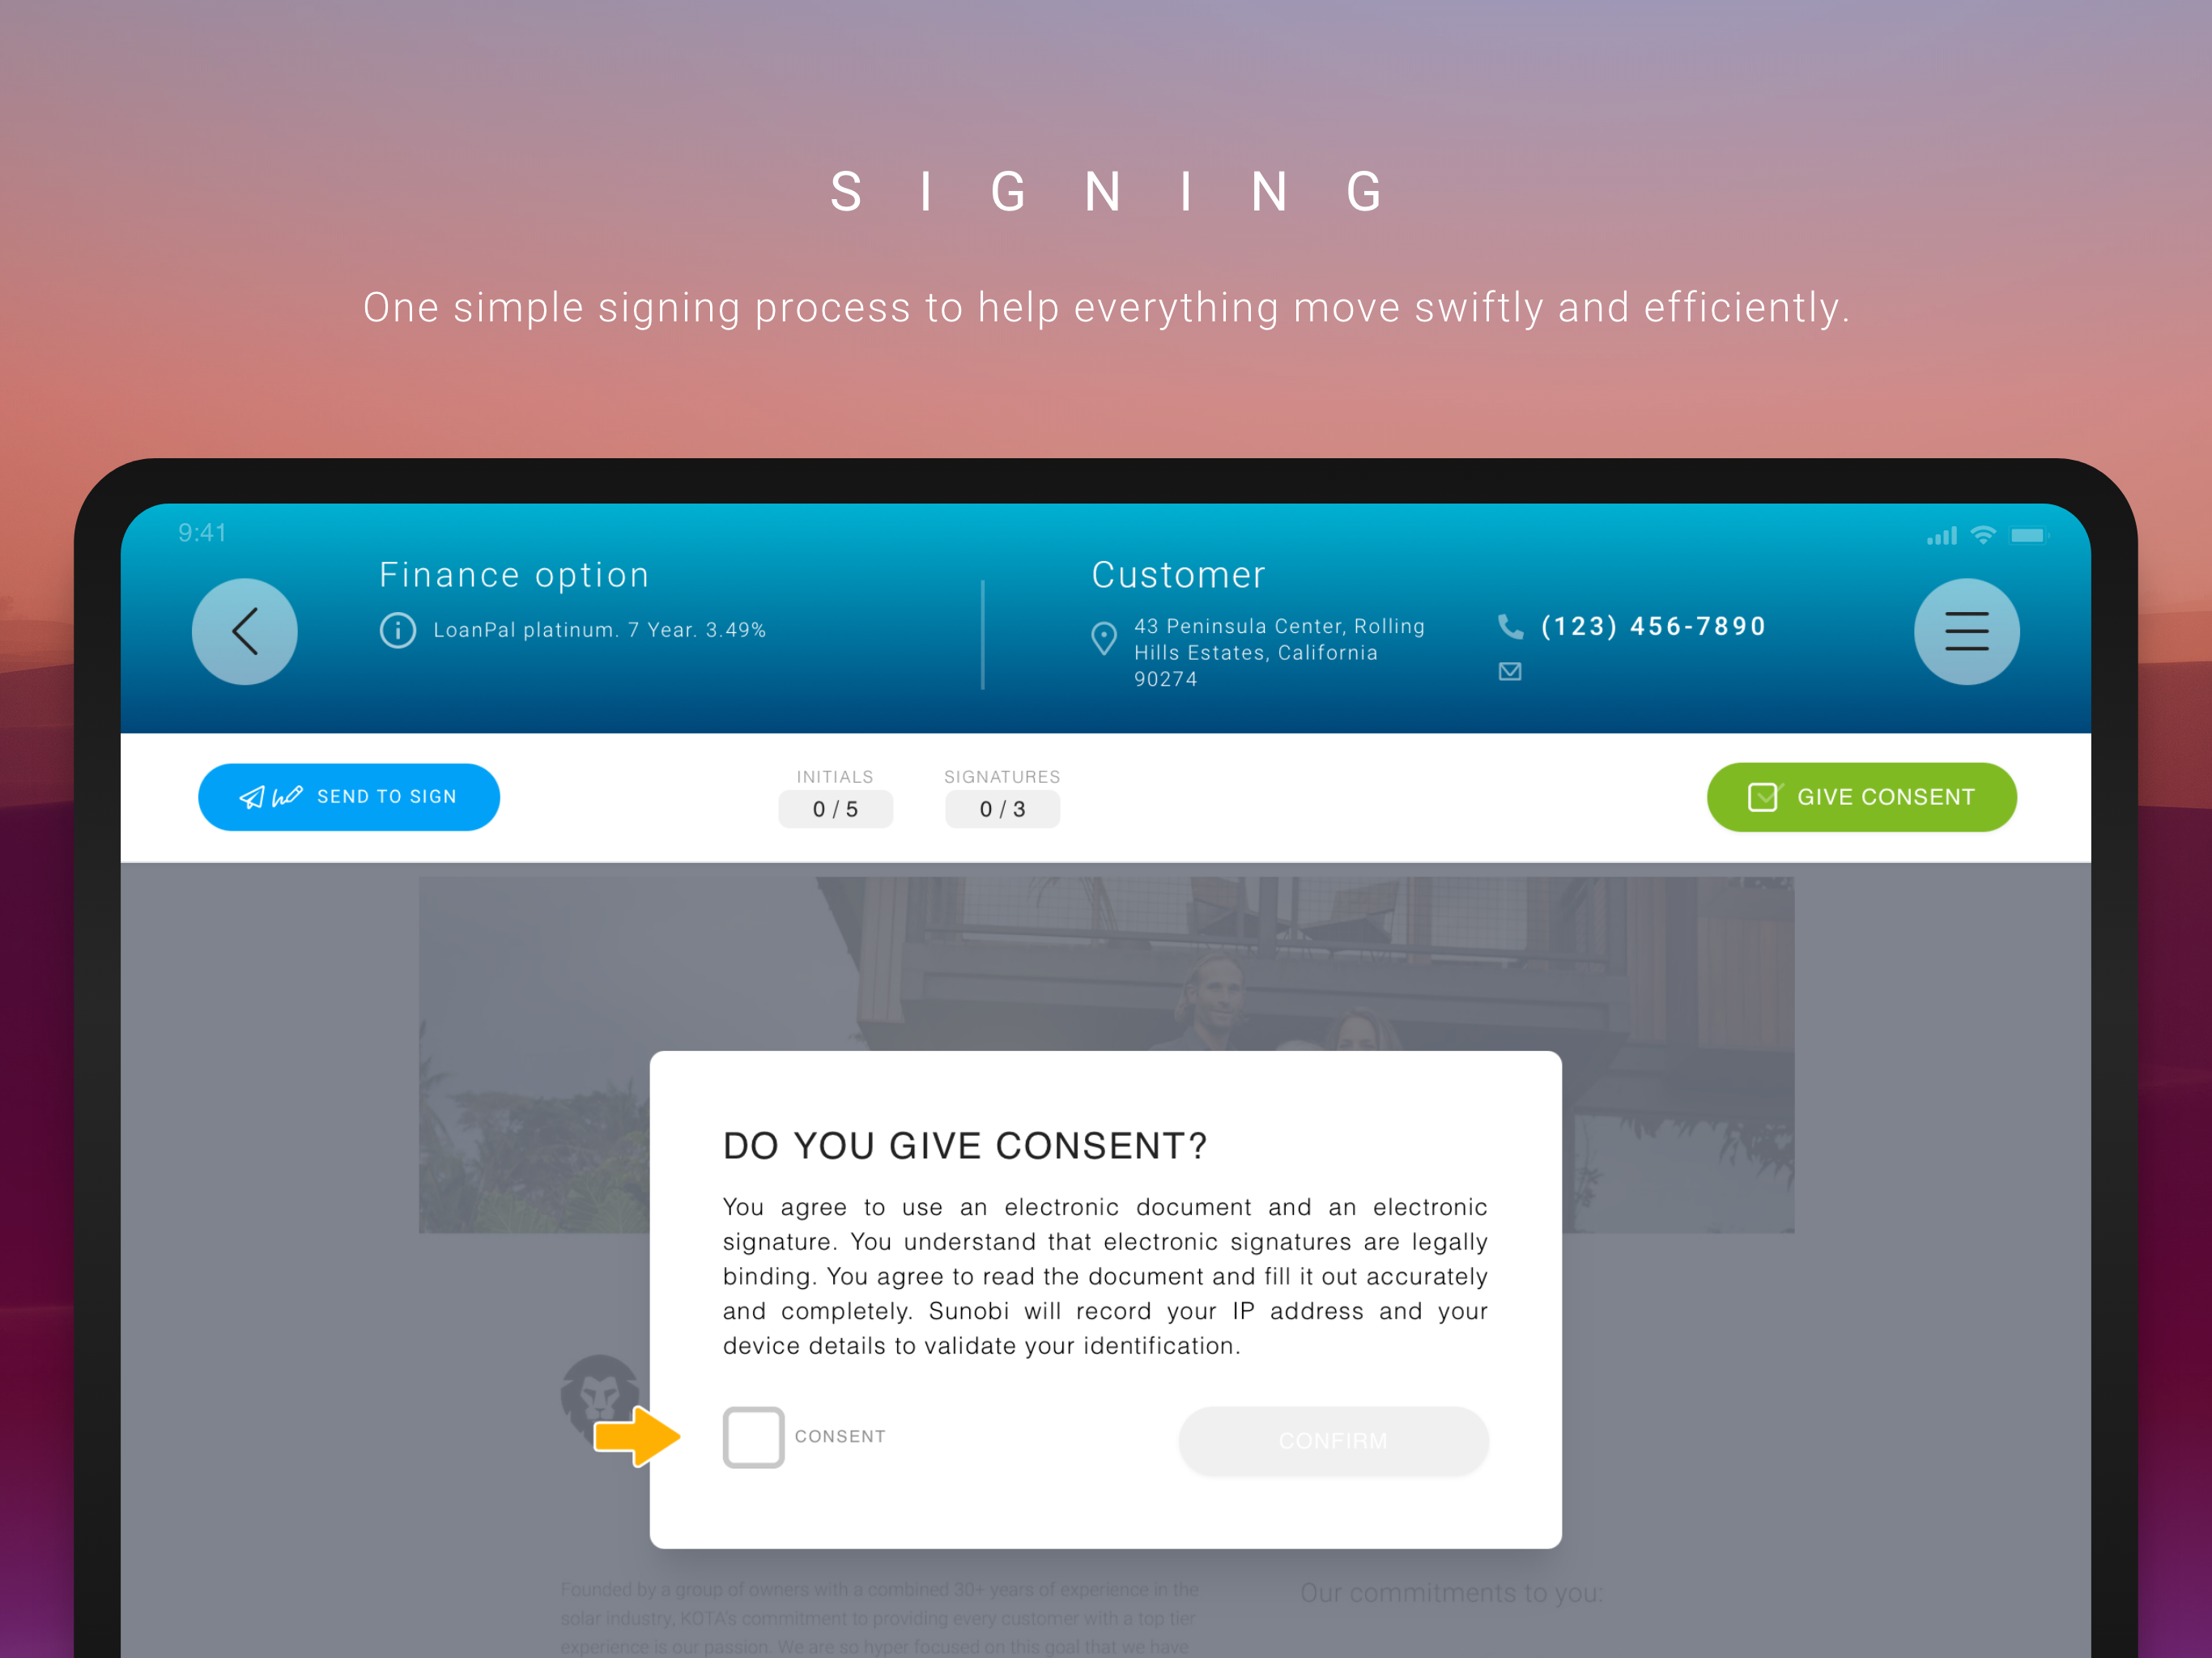 SIGNING
One simple signing process to help everything move swiftly and efficiently.
9:41
Finance option
LoanPal platinum. 7 Year. 3.49%
Customer
43 Peninsula Center, Rolling
Hills Estates, California
90274
(123) 456-7890
SEND TO SIGN
INITIALS
0 / 5
SIGNATURES
0 / 3
GIVE CONSENT
DO YOU GIVE CONSENT?
You agree to use an electronic document and an electronic
signature. You understand that electronic signatures are legally
binding. You agree to read the document and fill it out accurately
and completely. Sunobi will record your IP address and your
device details to validate your identification.
CONSENT
CONFIRM
Founded by a group of owners with a combined 30+ years of experience in the
solar industry, KOTA's commitment to providing every customer with a top tier
experience is our passion. We are so hyper focused on this goal that we have
Our commitments to you: